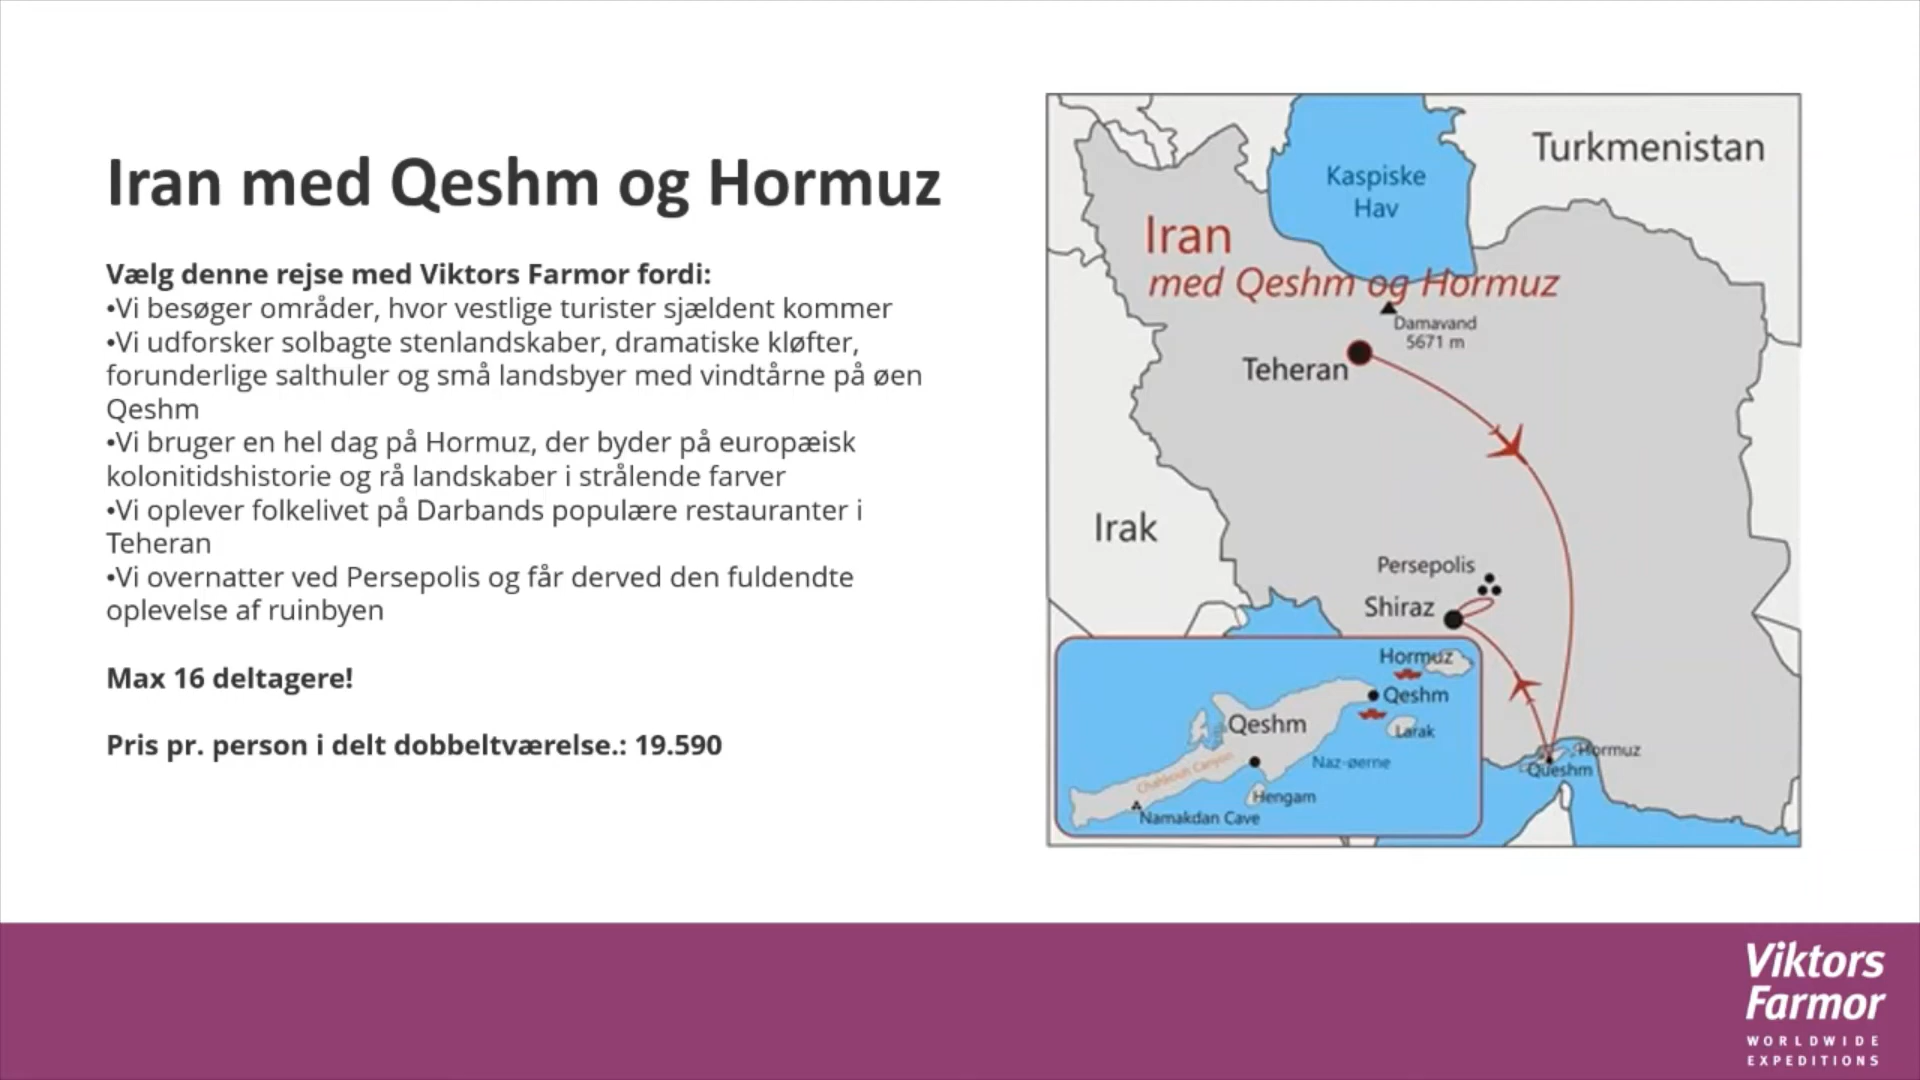 Iran med Qeshm og Hormuz
Vælg denne rejse med Viktors Farmor fordi:
•Vi besøger områder, hvor vestlige turister sjældent kommer
•Vi udforsker solbagte stenlandskaber, dramatiske kløfter,
forunderlige salthuler og små landsbyer med vindtårne på øen
Qeshm
•Vi bruger en hel dag på Hormuz, der byder på europæisk
kolonitidshistorie og rå landskaber i strålende farver
•Vi oplever folkelivet på Darbands populære restauranter i
Teheran
•Vi overnatter ved Persepolis og får derved den fuldendte
oplevelse af ruinbyen
Max 16 deltagere!
Pris pr. person i delt dobbeltværelse.: 19.590
Turkmenistan
Kaspiske
Hav
Iran
med Qeshm og Hormuz
Damavand
5671 m
Teheran
Irak
Persepolis
Shiraz
Hormuz
Qeshm
Qeshm
Larak
Naz-øerne
Chahkouh Canyon
Hengam
Namakdan Cave
Hormuz
Queshm
Viktors
Farmor
WORLDWIDE
EXPEDITIONS